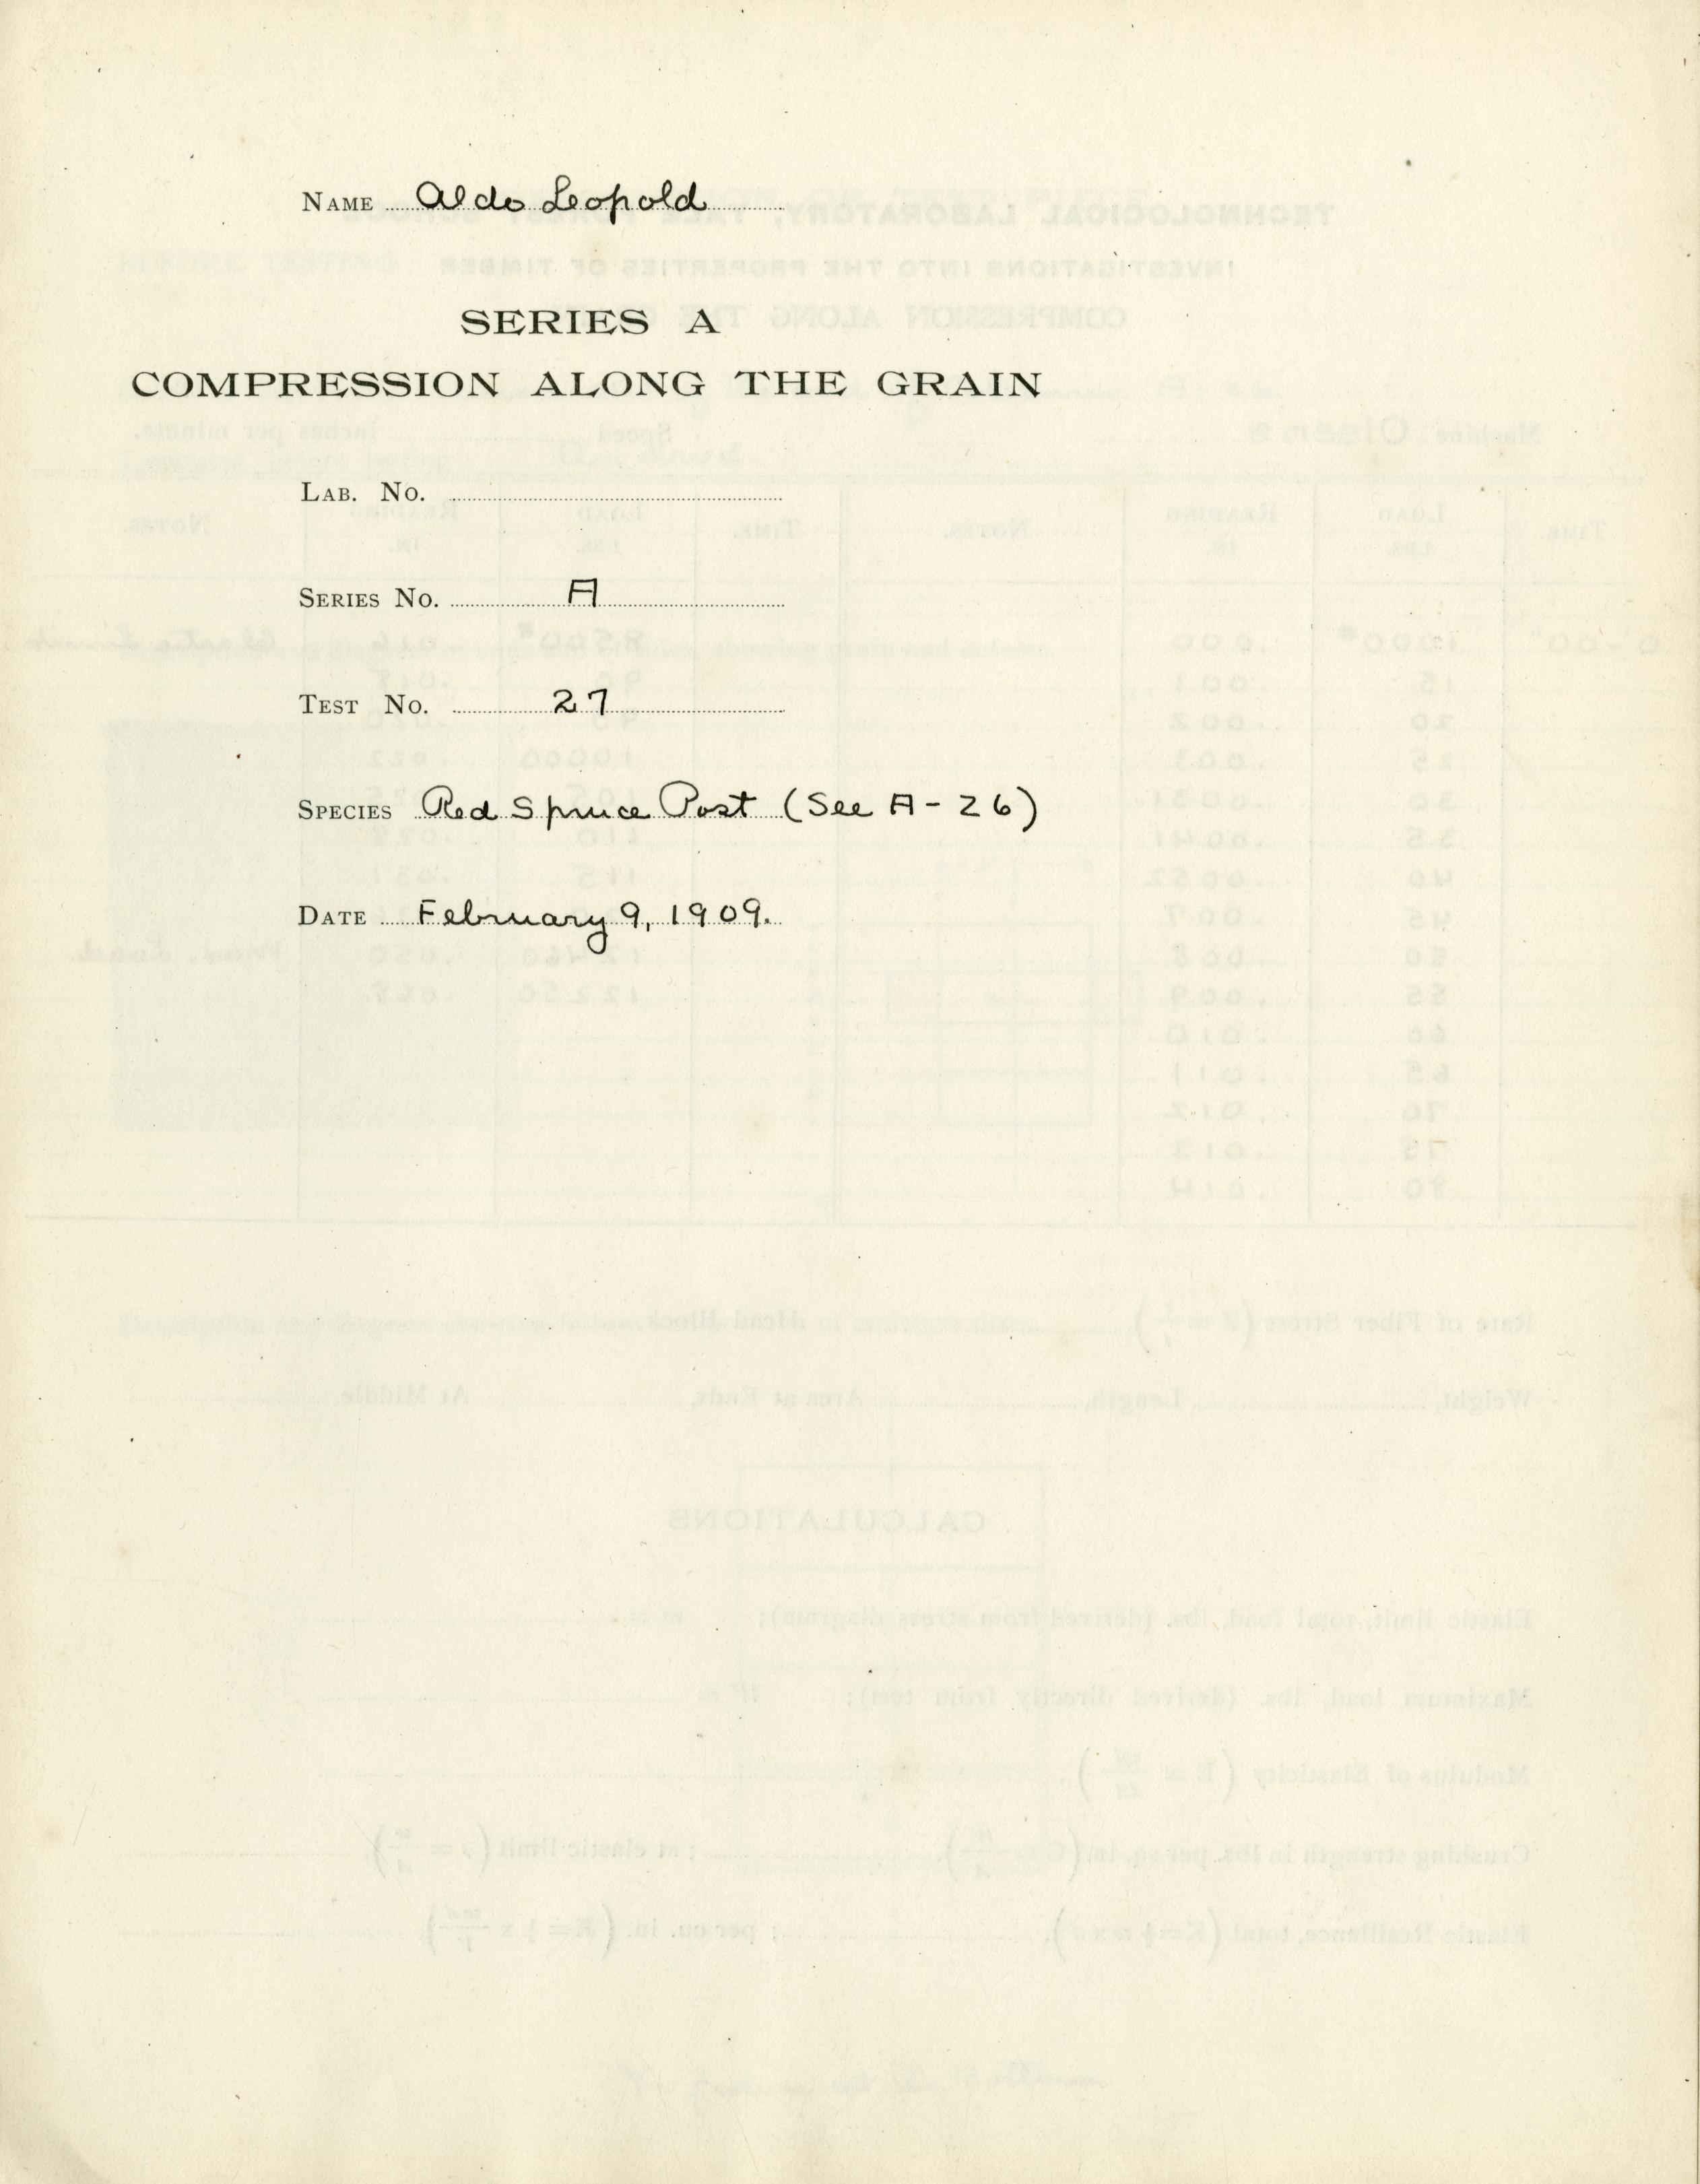 NAME Aldo Leopold
SERIES A
COMPRESSION ALONG THE GRAIN
LAB. NO.
SERIES NO. A
TEST NO. 27
SPECIES Red Spruce Post (See A-26)
DATE February 9, 1909.